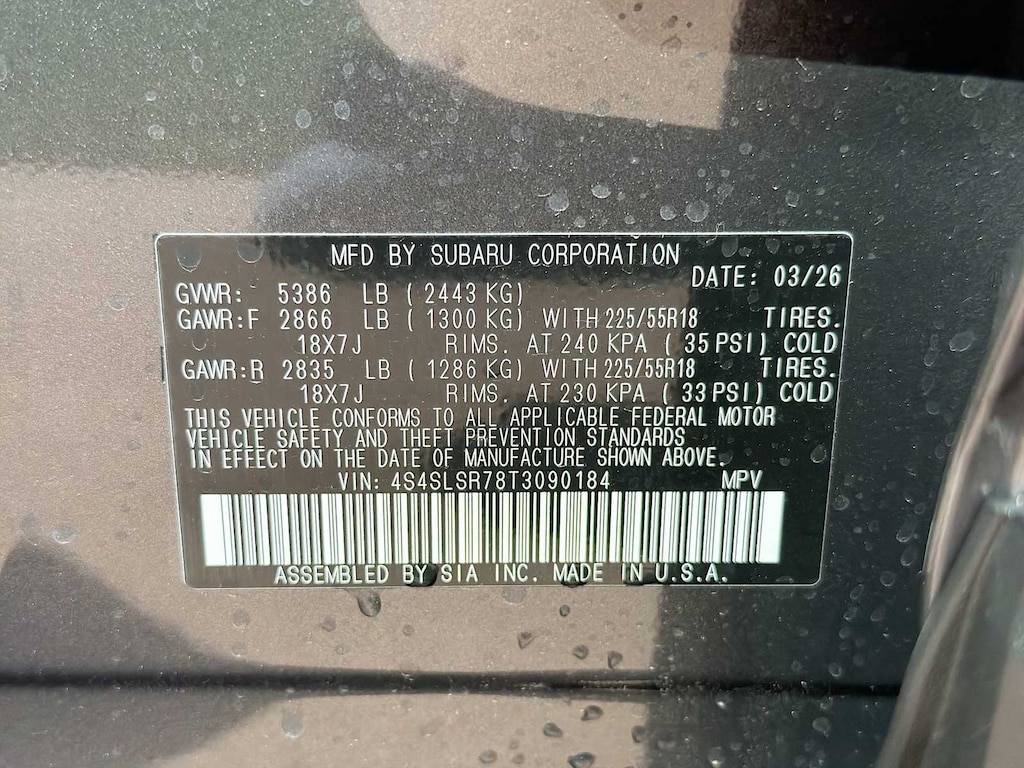 MFD BY SUBARU CORPORATION
DATE: 03/26
GVWR: 5386 LB ( 2443 KG)
GAWR:F 2866 LB ( 1300 KG) WITH 225/55R18 TIRES.
18X7J RIMS. AT 240 KPA ( 35 PSI) COLD
GAWR:R 2835 LB ( 1286 KG) WITH 225/55R18 TIRES.
18X7J RIMS. AT 230 KPA ( 33 PSI) COLD
THIS VEHICLE CONFORMS TO ALL APPLICABLE FEDERAL MOTOR
VEHICLE SAFETY AND THEFT PREVENTION STANDARDS
IN EFFECT ON THE DATE OF MANUFACTURE SHOWN ABOVE.
VIN: 4S4SLSR78T3090184 MPV
ASSEMBLED BY SIA INC. MADE IN U.S.A.